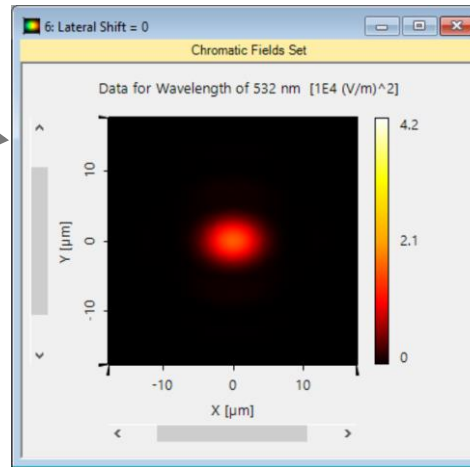 6: Lateral Shift = 0
Chromatic Fields Set
Data for Wavelength of 532 nm [1E4 (V/m)^2]
4.2
2.1
0
10
0
-10
Y [µm]
-10 0 10
X [µm]